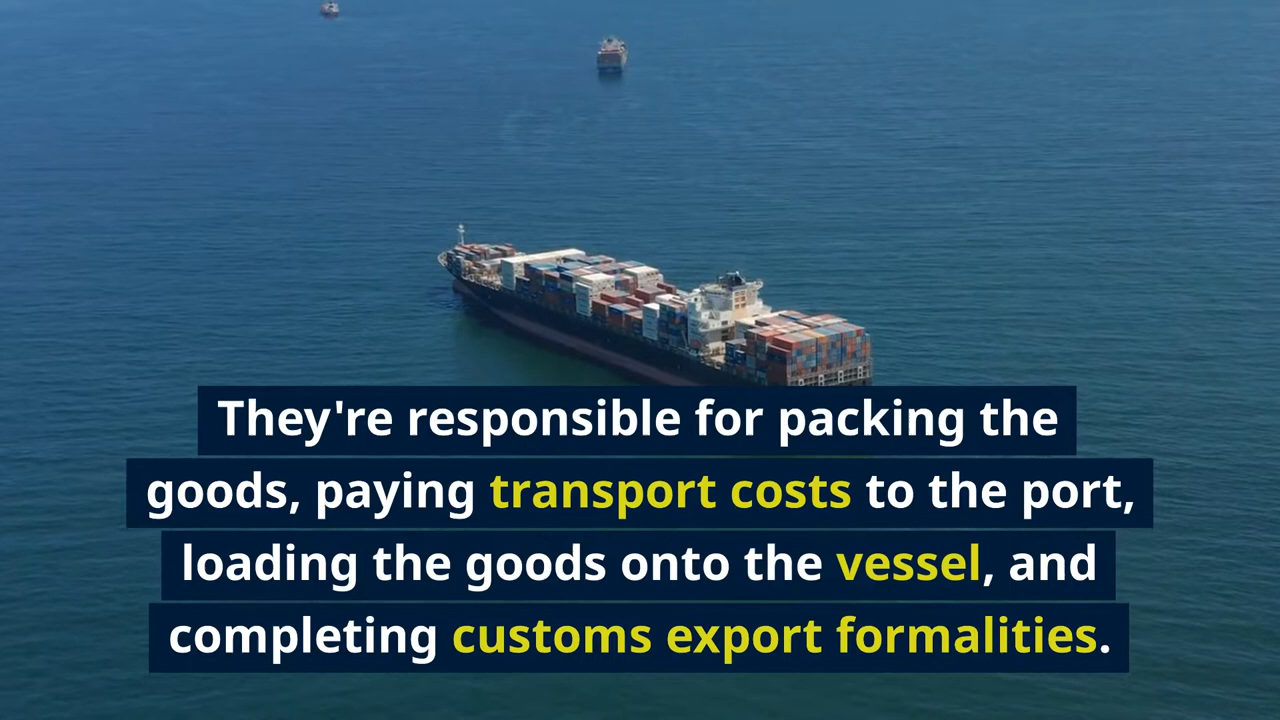 They're responsible for packing the
goods, paying transport costs to the port,
loading the goods onto the vessel, and
completing customs export formalities.